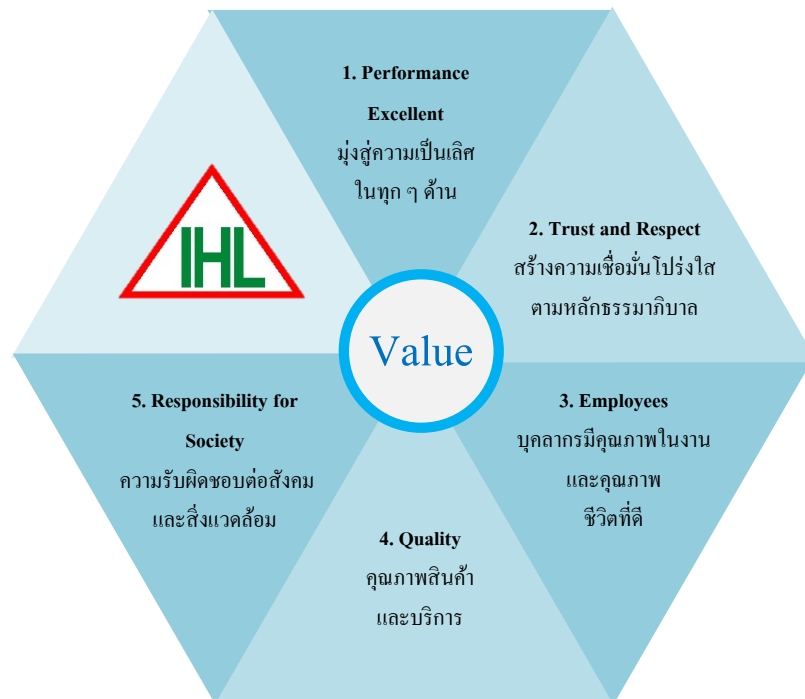 1. Performance
Excellent
มุ่งสู่ความเป็นเลิศ
ในทุก ๆ ด้าน
IHL
2. Trust and Respect
สร้างความเชื่อมั่นโปร่งใส
ตามหลักธรรมาภิบาล
Value
3. Employees
บุคลากรมีคุณภาพในงาน
และคุณภาพ
ชีวิตที่ดี
4. Quality
คุณภาพสินค้า
และบริการ
5. Responsibility for
Society
ความรับผิดชอบต่อสังคม
และสิ่งแวดล้อม